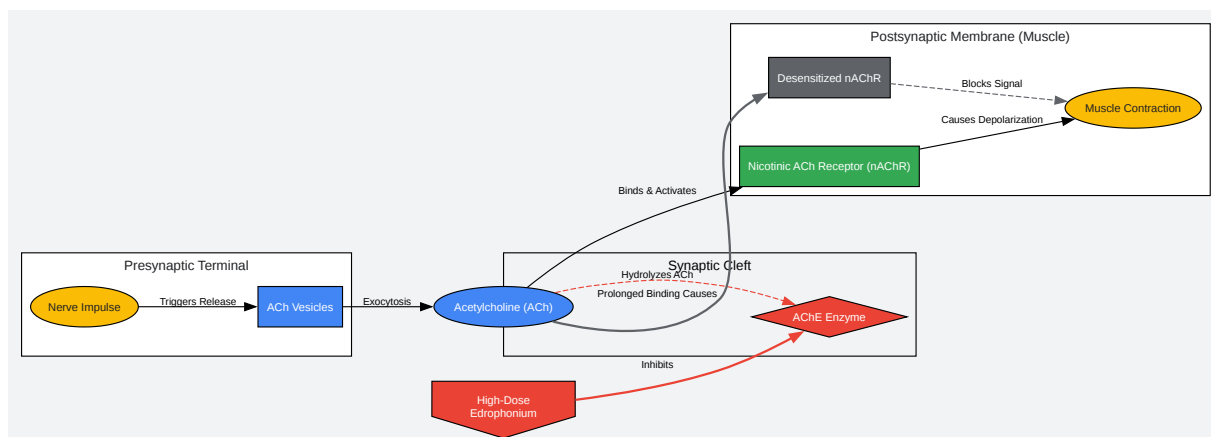 Postsynaptic Membrane (Muscle)
Desensitized nAChR
Blocks Signal
Muscle Contraction
Causes Depolarization
Nicotinic ACh Receptor (nAChR)
Binds & Activates
Presynaptic Terminal
Synaptic Cleft
Hydrolyzes ACh
Prolonged Binding Causes
Nerve Impulse
Triggers Release
ACh Vesicles
Exocytosis
Acetylcholine (ACh)
AChE Enzyme
Inhibits
High-Dose
Edrophonium